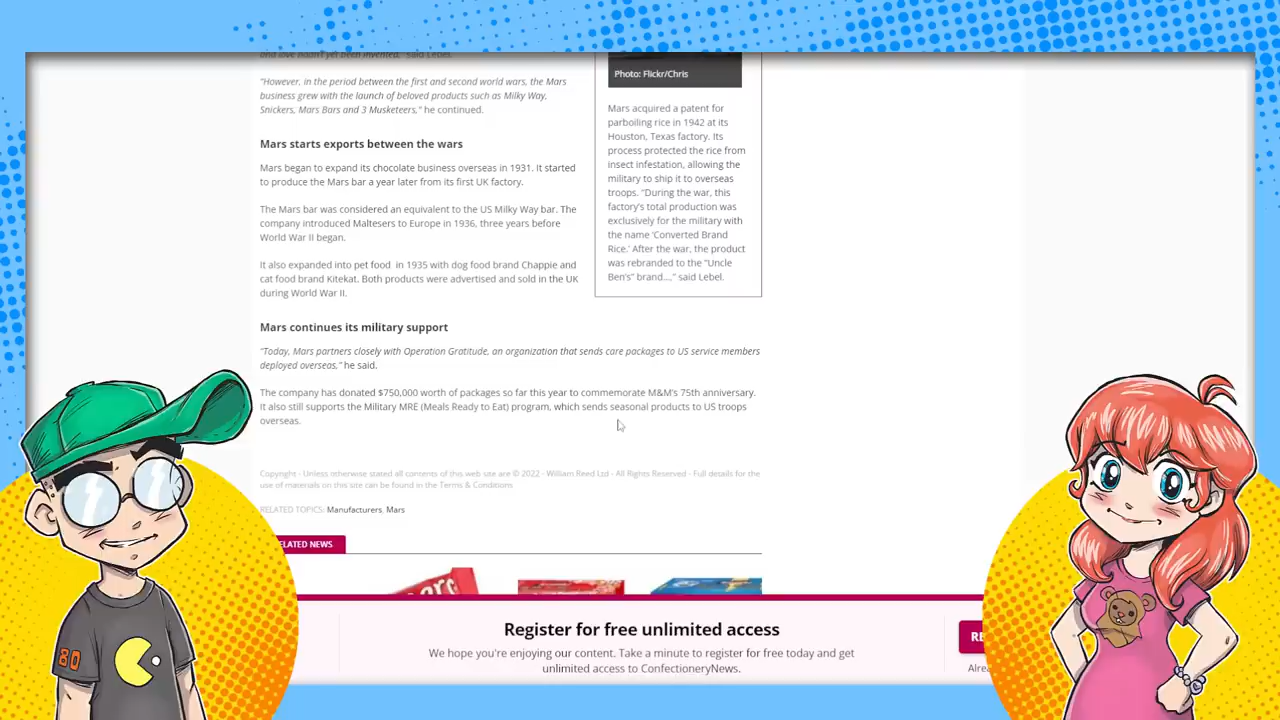 and love hadn't yet been invented," said Lebel.
"However, in the period between the first and second world wars, the Mars
business grew with the launch of beloved products such as Milky Way,
Snickers, Mars Bars and 3 Musketeers," he continued.
Mars starts exports between the wars
Mars began to expand its chocolate business overseas in 1931. It started
to produce the Mars bar a year later from its first UK factory.
The Mars bar was considered an equivalent to the US Milky Way bar. The
company introduced Maltesers to Europe in 1936, three years before
World War II began.
It also expanded into pet food in 1935 with dog food brand Chappie and
cat food brand Kitekat. Both products were advertised and sold in the UK
during World War II.
Photo: Flickr/Chris
Mars acquired a patent for
parboiling rice in 1942 at its
Houston, Texas factory. Its
process protected the rice from
insect infestation, allowing the
military to ship it to overseas
troops. "During the war, this
factory's total production was
exclusively for the military with
the name 'Converted Brand
Rice.' After the war, the product
was rebranded to the "Uncle
Ben's" brand...," said Lebel.
Mars continues its military support
"Today, Mars partners closely with Operation Gratitude, an organization that sends care packages to US service members
deployed overseas," he said.
The company has donated $750,000 worth of packages so far this year to commemorate M&M's 75th anniversary.
It also still supports the Military MRE (Meals Ready to Eat) program, which sends seasonal products to US troops
overseas.
Copyright - Unless otherwise stated all contents of this web site are © 2022 - William Reed Ltd - All Rights Reserved - Full details for the
use of materials on this site can be found in the Terms & Conditions
RELATED TOPICS: Manufacturers, Mars
ELATED NEWS
Register for free unlimited access
We hope you're enjoying our content. Take a minute to register for free today and get
unlimited access to ConfectioneryNews.
RE
Alrea
80